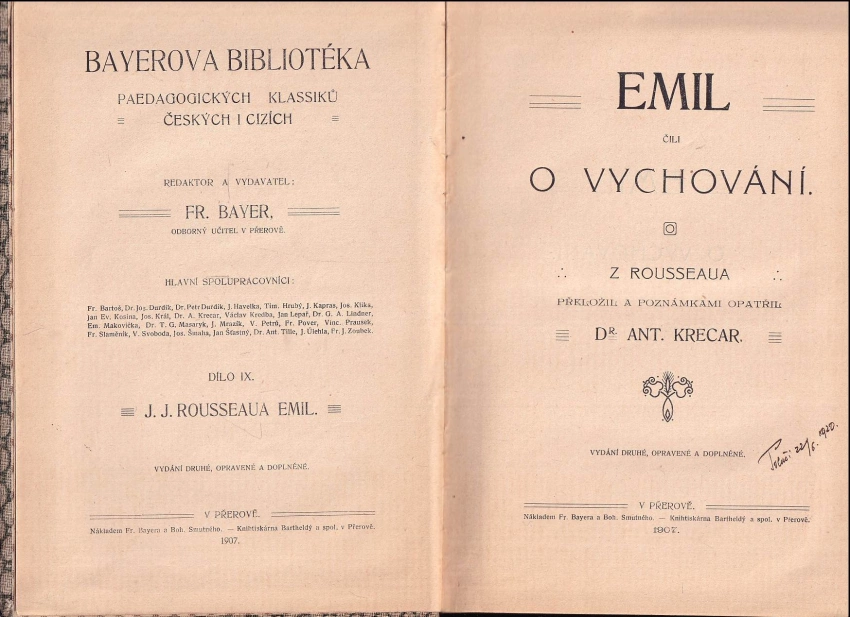 BAYEROVA BIBLIOTÉKA
PAEDAGOGICKÝCH KLASSIKŮ
ČESKÝCH I CIZÍCH
REDAKTOR A VYDAVATEL:
FR. BAYER,
ODBORNÝ UČITEL V PŘEROVĚ.
HLAVNÍ SPOLUPRACOVNÍCI:
Fr. Bartoš, Dr. Jos. Durdík, Dr. Petr Durdík, J. Havelka, Tim. Hrubý, J. Kapras, Jos. Klika,
jan Ev. Kosina, Jos. Král, Dr. A. Krecar, Václav Kredba, Jan Lepař, Dr. G. A. Lindner,
Em. Makovička, Dr. T. G. Masaryk, J. Mrazík, V. Petrů, Fr. Pover, Vinc. Prausek,
Fr. Slaměník, V. Svoboda, Jos. Šmaha, Jan Šťastný, Dr. Ant. Tille, J. Úlehla, Fr. J. Zoubek.
DÍLO IX.
J. J. ROUSSEAUA EMIL.
VYDÁNÍ DRUHÉ, OPRAVENÉ A DOPLNĚNÉ.
V PŘEROVĚ.
Nákladem Fr. Bayera a Boh. Smutného. — Knihtiskárna Bartheldý a spol. v Přerově.
1907.
EMIL
ČILI
O VYCHOVÁNÍ.
Z ROUSSEAUA
PŘELOŽIL A POZNÁMKAMI OPATŘIL
DR. ANT. KRECAR.
VYDÁNÍ DRUHÉ, OPRAVENÉ A DOPLNĚNÉ.
22/6. 1920.
V PŘEROVĚ.
Nákladem Fr. Bayera a Boh. Smutného. — Knihtiskárna Bartheldý a spol. v Přerově.
1907.